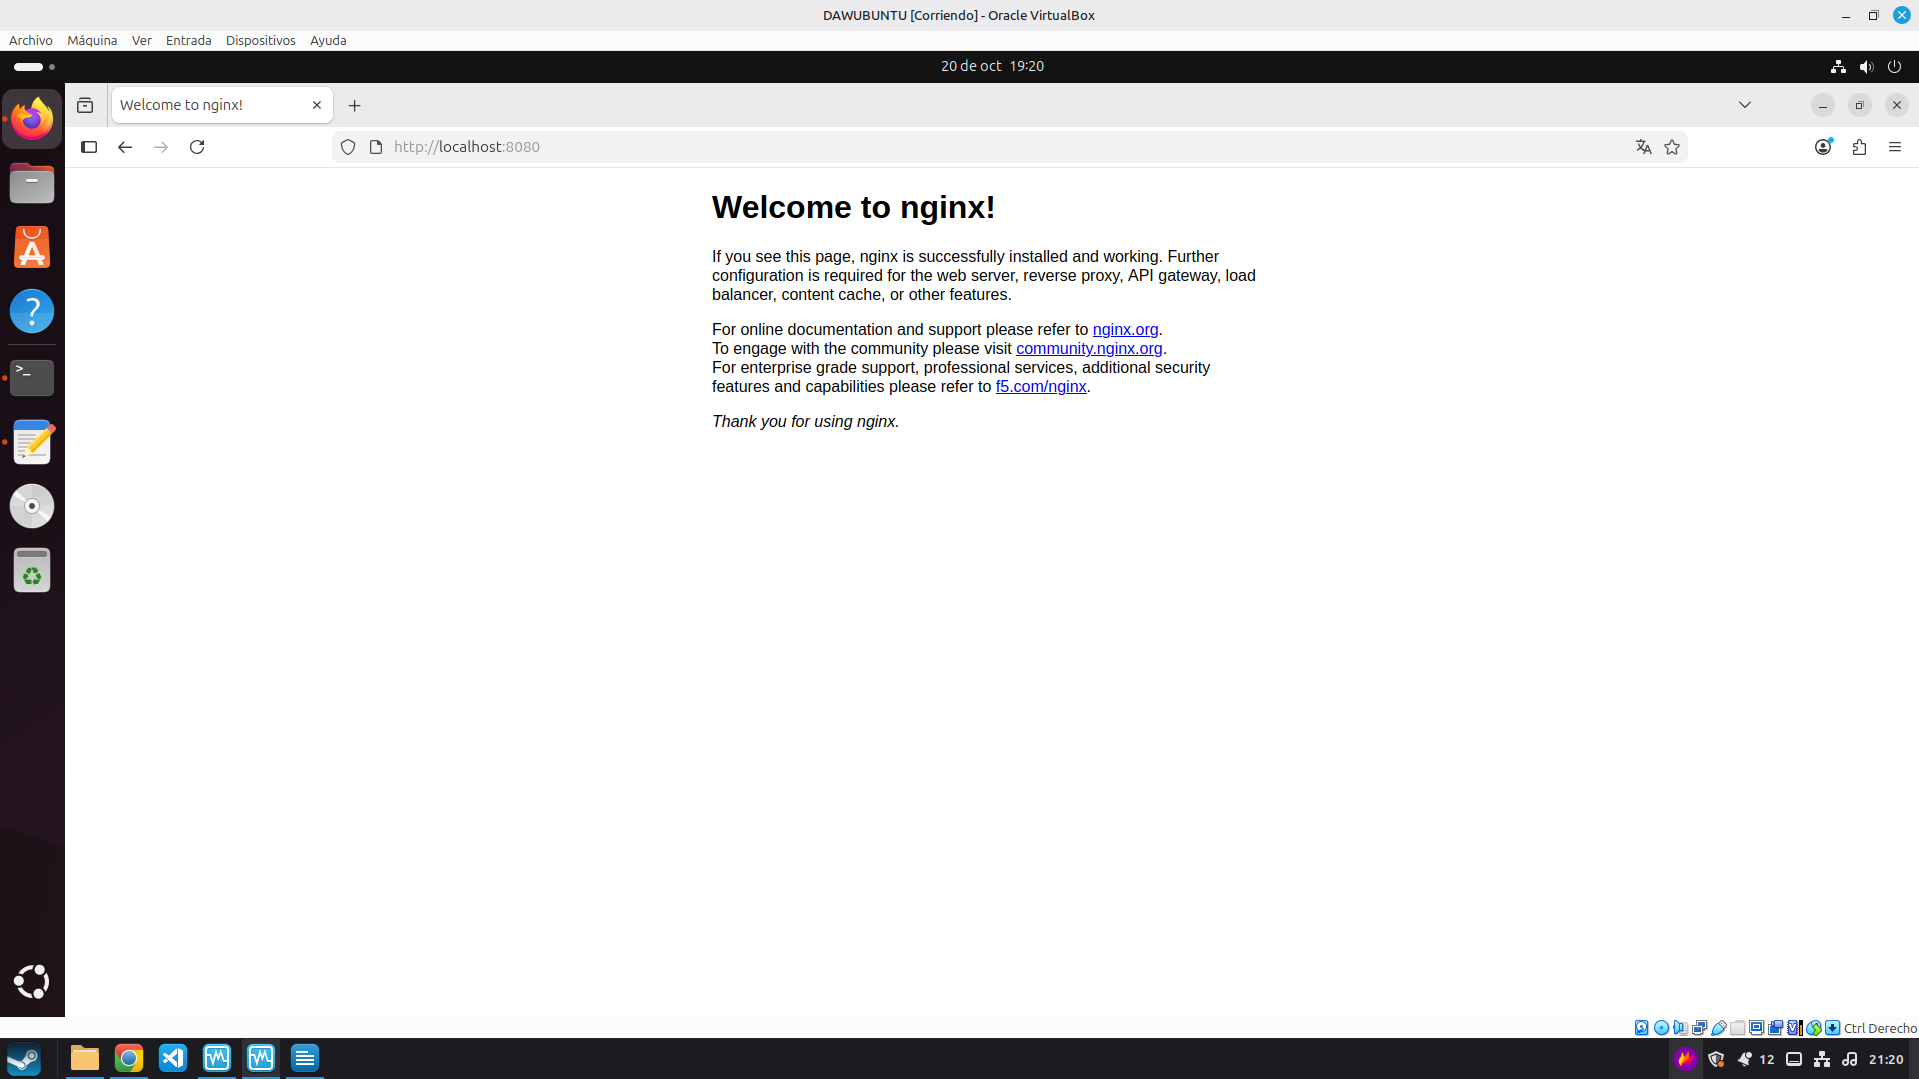 DAWUBUNTU [Corriendo] - Oracle VirtualBox
Archivo Máquina Ver Entrada Dispositivos Ayuda
20 de oct 19:20
Welcome to nginx!
http://localhost:8080
Welcome to nginx!
If you see this page, nginx is successfully installed and working. Further
configuration is required for the web server, reverse proxy, API gateway, load
balancer, content cache, or other features.
For online documentation and support please refer to nginx.org.
To engage with the community please visit community.nginx.org.
For enterprise grade support, professional services, additional security
features and capabilities please refer to f5.com/nginx.
Thank you for using nginx.
Ctrl Derecho
12
21:20